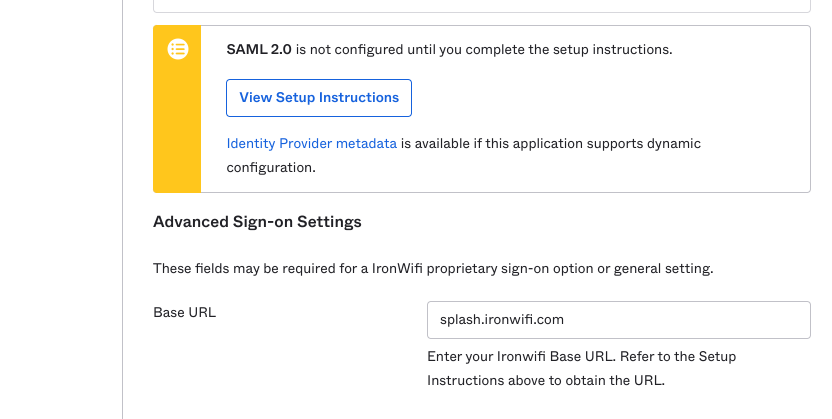 SAML 2.0 is not configured until you complete the setup instructions.
View Setup Instructions
Identity Provider metadata is available if this application supports dynamic
configuration.
Advanced Sign-on Settings
These fields may be required for a IronWifi proprietary sign-on option or general setting.
Base URL
splash.ironwifi.com
Enter your Ironwifi Base URL. Refer to the Setup
Instructions above to obtain the URL.